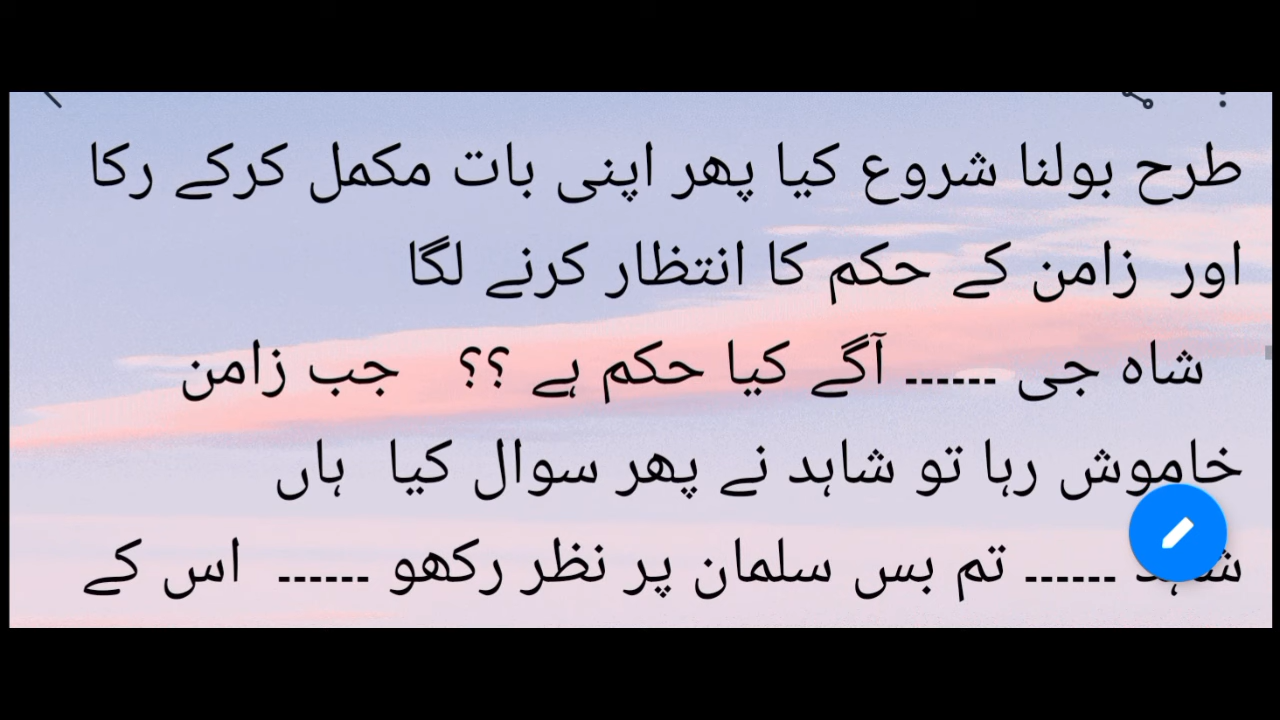 طرح بولنا شروع کیا پھر اپنی بات مکمل کرکے رکا
اور زامن کے حکم کا انتظار کرنے لگا
شاہ جی ...... آگے کیا حکم ہے ؟؟ جب زامن
خاموش رہا تو شاہد نے پھر سوال کیا ہاں
شاہد ...... تم بس سلمان پر نظر رکھو ...... اس کے